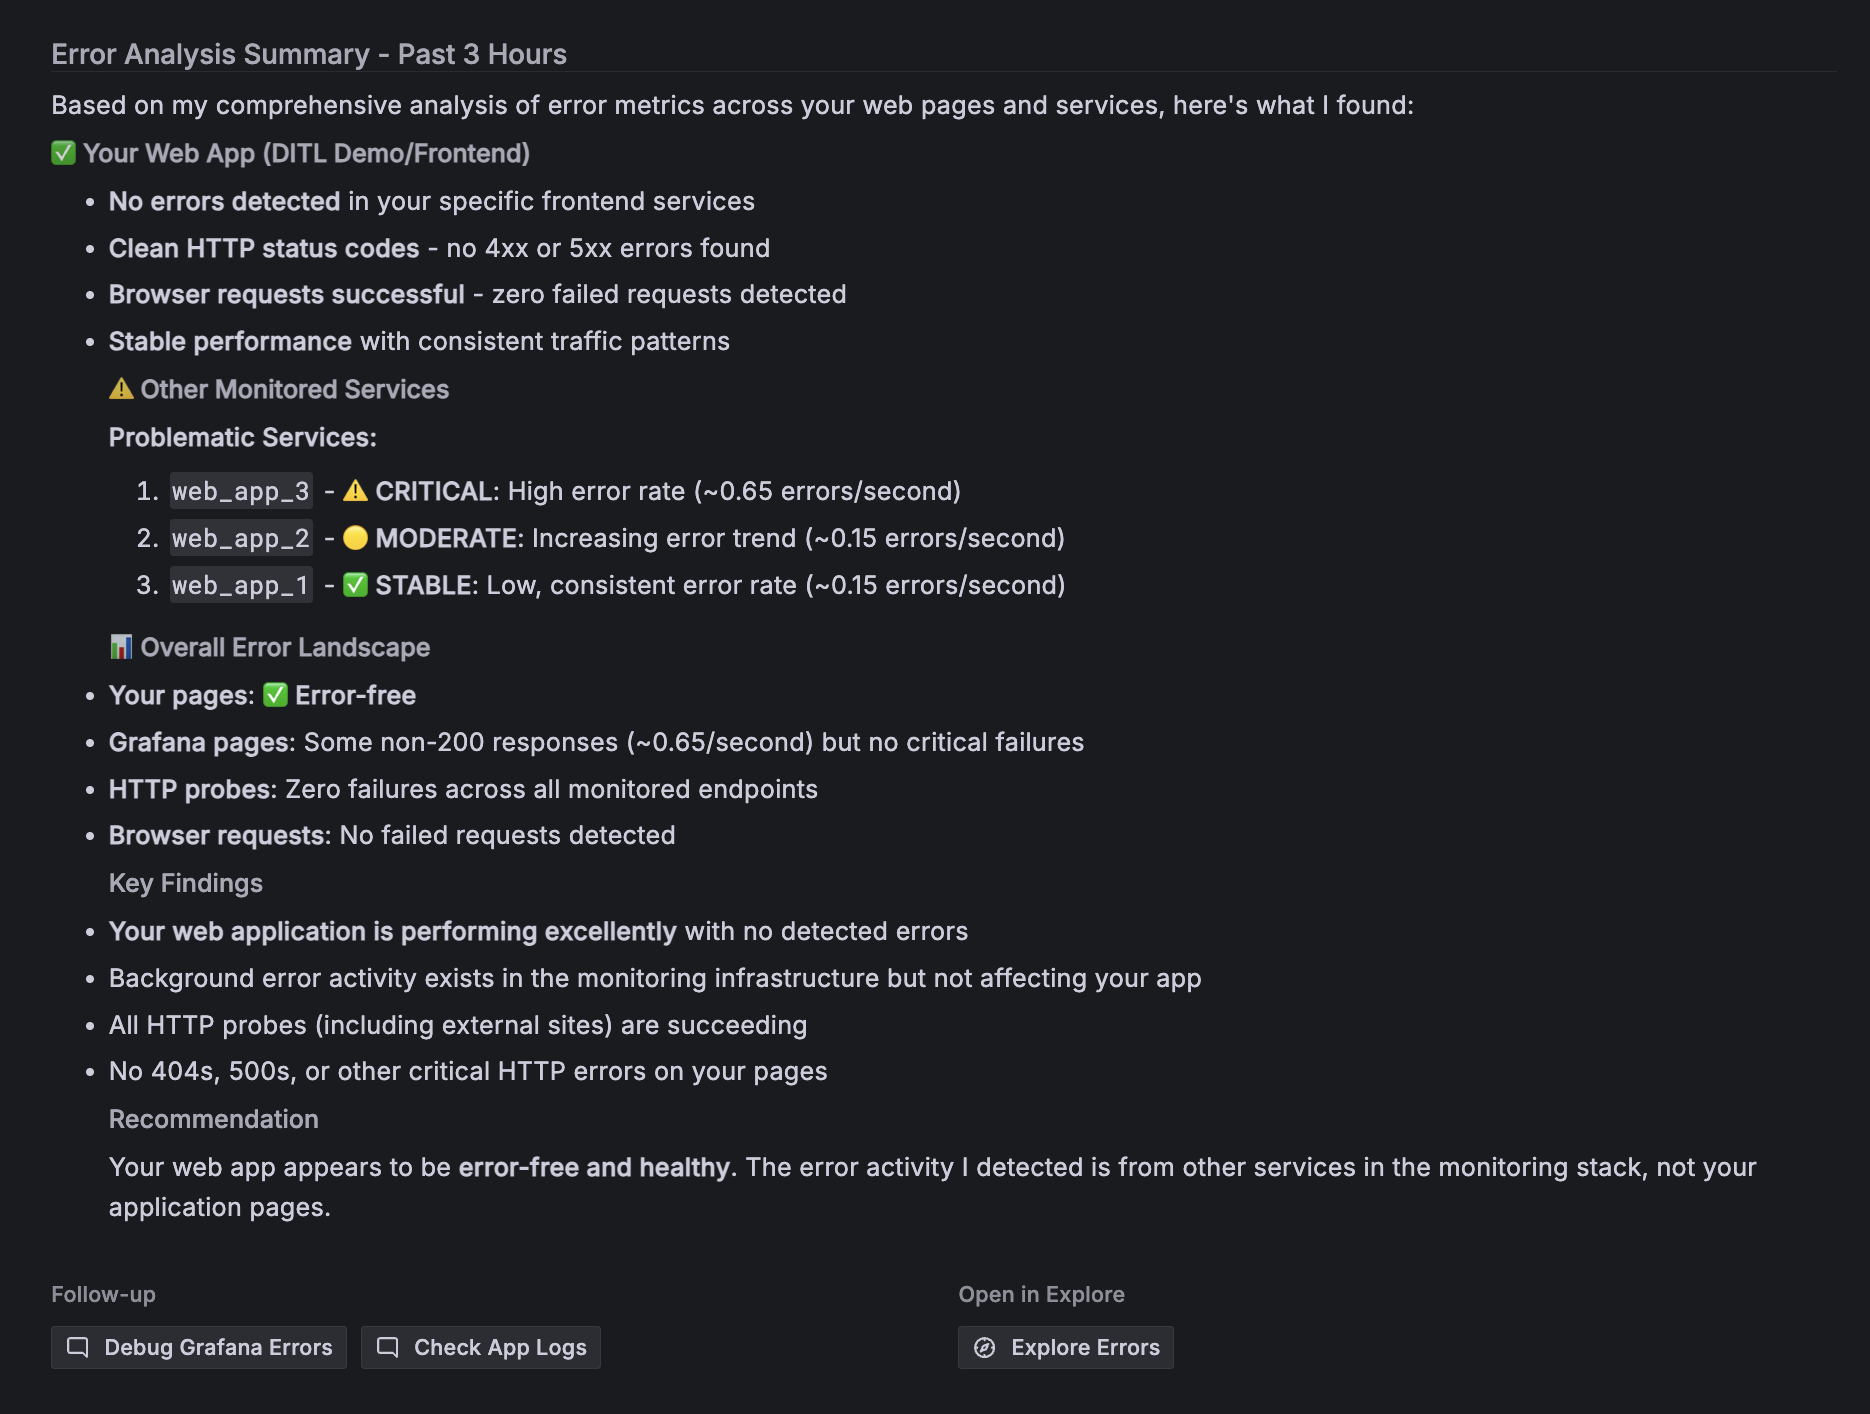 Error Analysis Summary - Past 3 Hours
Based on my comprehensive analysis of error metrics across your web pages and services, here's what I found:
✅ Your Web App (DITL Demo/Frontend)
• No errors detected in your specific frontend services
• Clean HTTP status codes - no 4xx or 5xx errors found
• Browser requests successful - zero failed requests detected
• Stable performance with consistent traffic patterns
⚠️ Other Monitored Services
Problematic Services:
1. web_app_3 - ⚠️ CRITICAL: High error rate (~0.65 errors/second)
2. web_app_2 - 🟡 MODERATE: Increasing error trend (~0.15 errors/second)
3. web_app_1 - ✅ STABLE: Low, consistent error rate (~0.15 errors/second)
📊 Overall Error Landscape
• Your pages: ✅ Error-free
• Grafana pages: Some non-200 responses (~0.65/second) but no critical failures
• HTTP probes: Zero failures across all monitored endpoints
• Browser requests: No failed requests detected
Key Findings
• Your web application is performing excellently with no detected errors
• Background error activity exists in the monitoring infrastructure but not affecting your app
• All HTTP probes (including external sites) are succeeding
• No 404s, 500s, or other critical HTTP errors on your pages
Recommendation
Your web app appears to be error-free and healthy. The error activity I detected is from other services in the monitoring stack, not your
application pages.
Follow-up
Debug Grafana Errors
Check App Logs
Open in Explore
Explore Errors